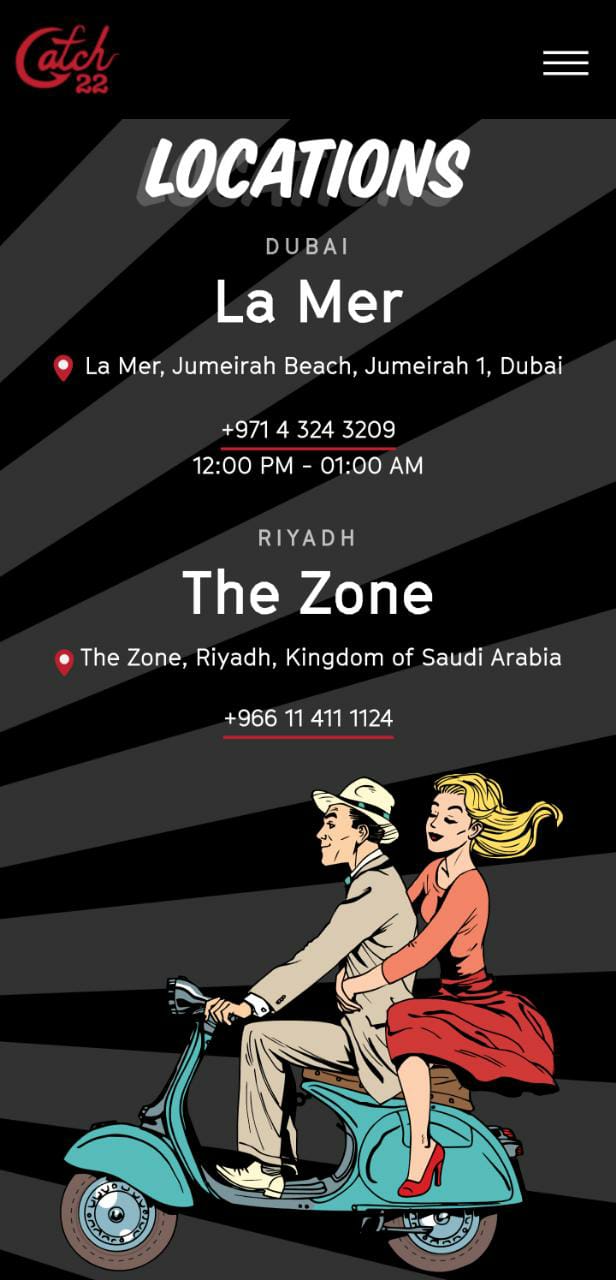 Catch
22
LOCATIONS
DUBAI
La Mer
La Mer, Jumeirah Beach, Jumeirah 1, Dubai
+971 4 324 3209
12:00 PM - 01:00 AM
RIYADH
The Zone
The Zone, Riyadh, Kingdom of Saudi Arabia
+966 11 411 1124